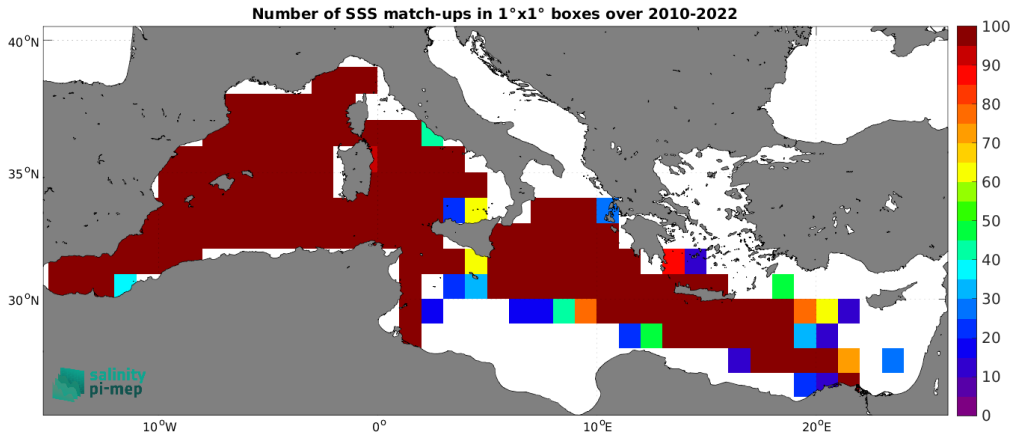 Number of SSS match-ups in 1°x1° boxes over 2010-2022
40°N
35°N
30°N
10°W
0°
10°E
20°E
100
90
80
70
60
50
40
30
20
10
0
salinity
pi-mep